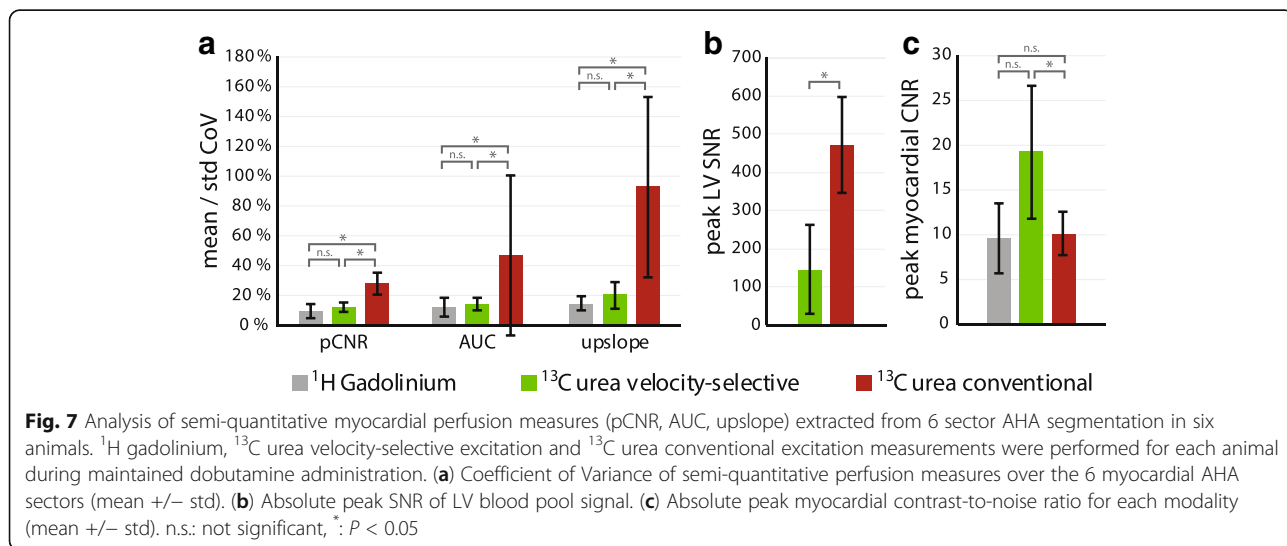 a
180 %
160 %
140 %
120 %
100 %
80 %
60 %
40 %
20 %
0 %
mean / std CoV
n.s.
*
*
pCNR
n.s.
*
*
AUC
n.s.
*
*
upslope
b
700
600
500
400
300
200
100
0
peak LV SNR
*
c
30
25
20
15
10
5
0
peak myocardial CNR
n.s.
n.s.
*
¹H Gadolinium
¹³C urea velocity-selective
¹³C urea conventional
Fig. 7 Analysis of semi-quantitative myocardial perfusion measures (pCNR, AUC, upslope) extracted from 6 sector AHA segmentation in six
animals. ¹H gadolinium, ¹³C urea velocity-selective excitation and ¹³C urea conventional excitation measurements were performed for each animal
during maintained dobutamine administration. (a) Coefficient of Variance of semi-quantitative perfusion measures over the 6 myocardial AHA
sectors (mean +/− std). (b) Absolute peak SNR of LV blood pool signal. (c) Absolute peak myocardial contrast-to-noise ratio for each modality
(mean +/− std). n.s.: not significant, *: P < 0.05